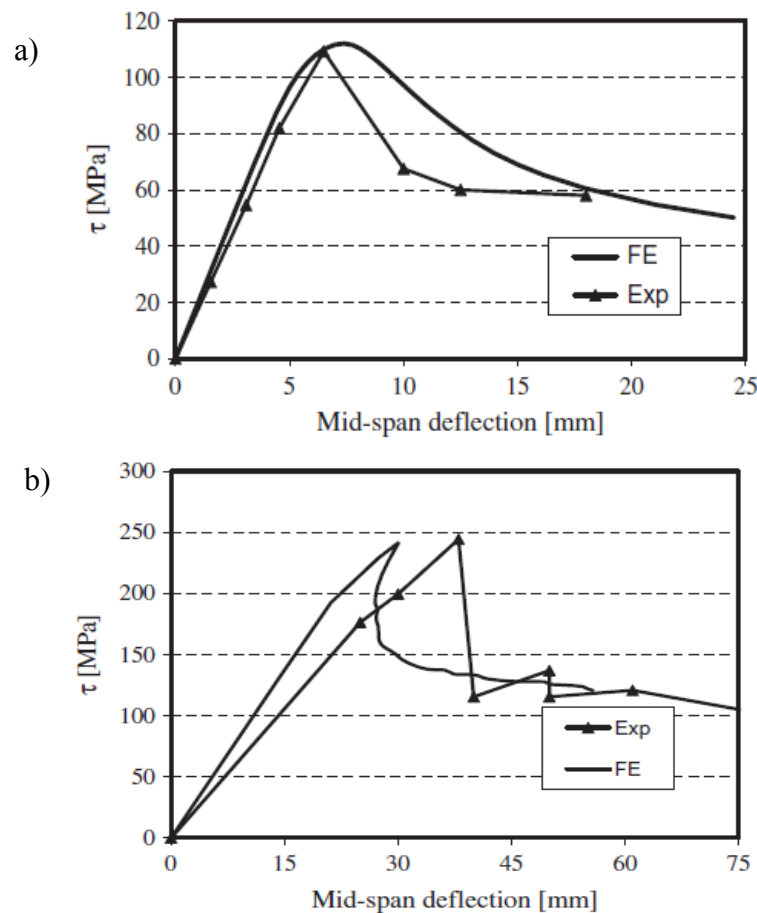 a)
τ [MPa]
120
100
80
60
40
20
0
0 5 10 15 20 25
Mid-span deflection [mm]
FE
Exp
b)
τ [MPa]
300
250
200
150
100
50
0
0 15 30 45 60 75
Mid-span deflection [mm]
Exp
FE